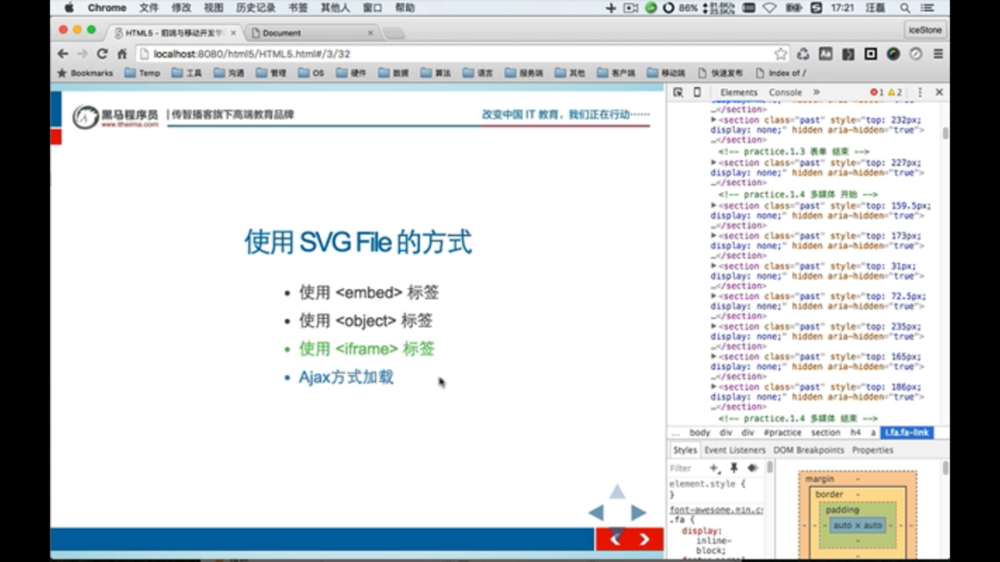 Chrome 文件 修改 视图 历史记录 书签 其他人 窗口 帮助 86% 17:21 汪磊
HTML5 - 前端与移动开发学 Document iceStone
localhost:8080/html5/HTML5.html#/3/32
Bookmarks Temp 工具 沟通 管理 OS 硬件 数据 算法 语言 服务端 其他 客户端 移动端 快速发布 Index of /
黑马程序员 | 传智播客旗下高端教育品牌
www.itheima.com
改变中国 IT 教育，我们正在行动······
使用 SVG File 的方式
• 使用 <embed> 标签
• 使用 <object> 标签
• 使用 <iframe> 标签
• Ajax方式加载
Elements Console » 1 2
…</section>
<section class="past" style="top: 232px;
display: none;" hidden aria-hidden="true">
…</section>
<!-- practice.1.3 表单 结束 -->
<section class="past" style="top: 227px;
display: none;" hidden aria-hidden="true">
…</section>
<!-- practice.1.4 多媒体 开始 -->
<section class="past" style="top: 159.5px;
display: none;" hidden aria-hidden="true">
…</section>
<section class="past" style="top: 173px;
display: none;" hidden aria-hidden="true">
…</section>
<section class="past" style="top: 31px;
display: none;" hidden aria-hidden="true">
…</section>
<section class="past" style="top: 72.5px;
display: none;" hidden aria-hidden="true">
…</section>
<section class="past" style="top: 235px;
display: none;" hidden aria-hidden="true">
…</section>
<section class="past" style="top: 165px;
display: none;" hidden aria-hidden="true">
…</section>
<section class="past" style="top: 186px;
display: none;" hidden aria-hidden="true">
…</section>
<!-- practice.1.4 多媒体 结束 -->
... body div div #practice section h4 a i.fa.fa-link
Styles Event Listeners DOM Breakpoints Properties
Filter
element.style {
}
font-awesome.min.cs
.fa {
display:
inline-
block;
margin -
border -
padding
- - - auto × auto - - -
-